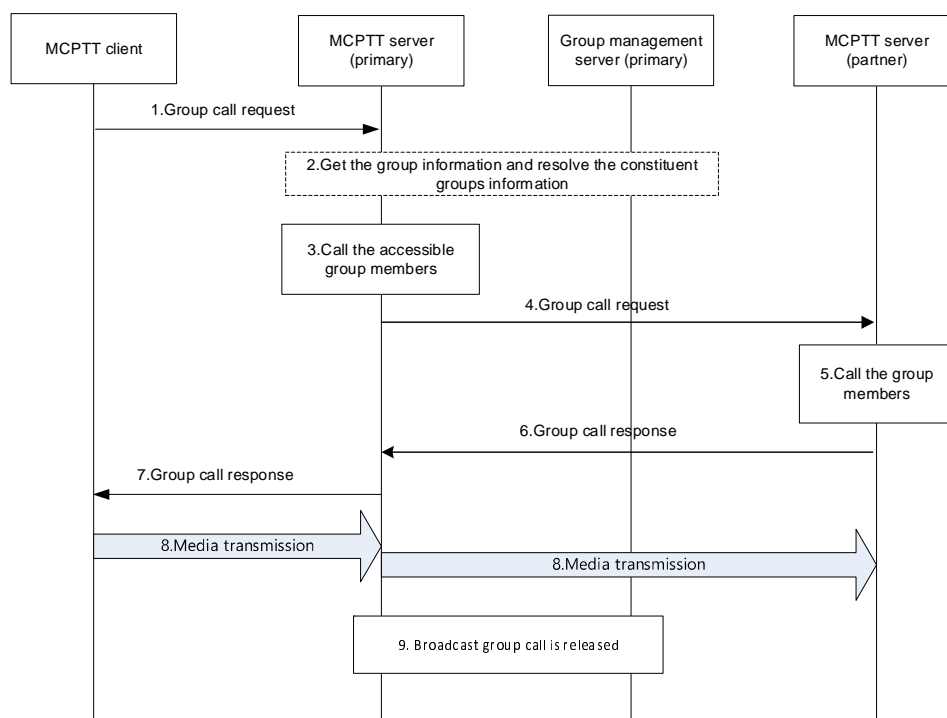 MCPTT client
MCPTT server
(primary)
Group management
server (primary)
MCPTT server
(partner)
1.Group call request
2.Get the group information and resolve the constituent
groups information
3.Call the accessible
group members
4.Group call request
5.Call the group
members
6.Group call response
7.Group call response
8.Media transmission
8.Media transmission
9. Broadcast group call is released